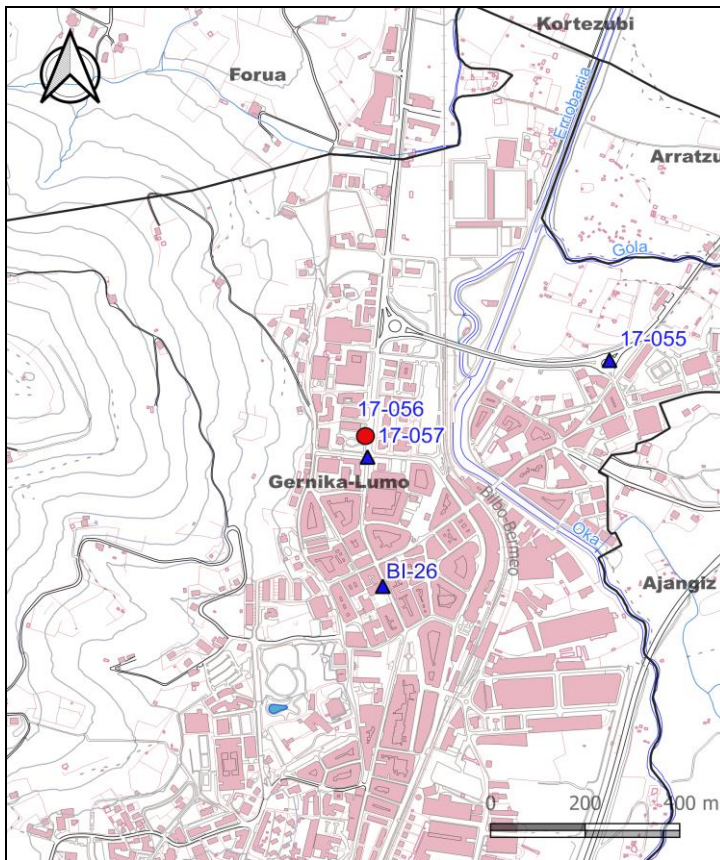 Kortezubi
Forua
Erriobarria
Arratzu
Gola
17-055
17-056
17-057
Gernika-Lumo
Bilbo-Bermeo
Oka
BI-26
Ajangiz
0 200 400 m